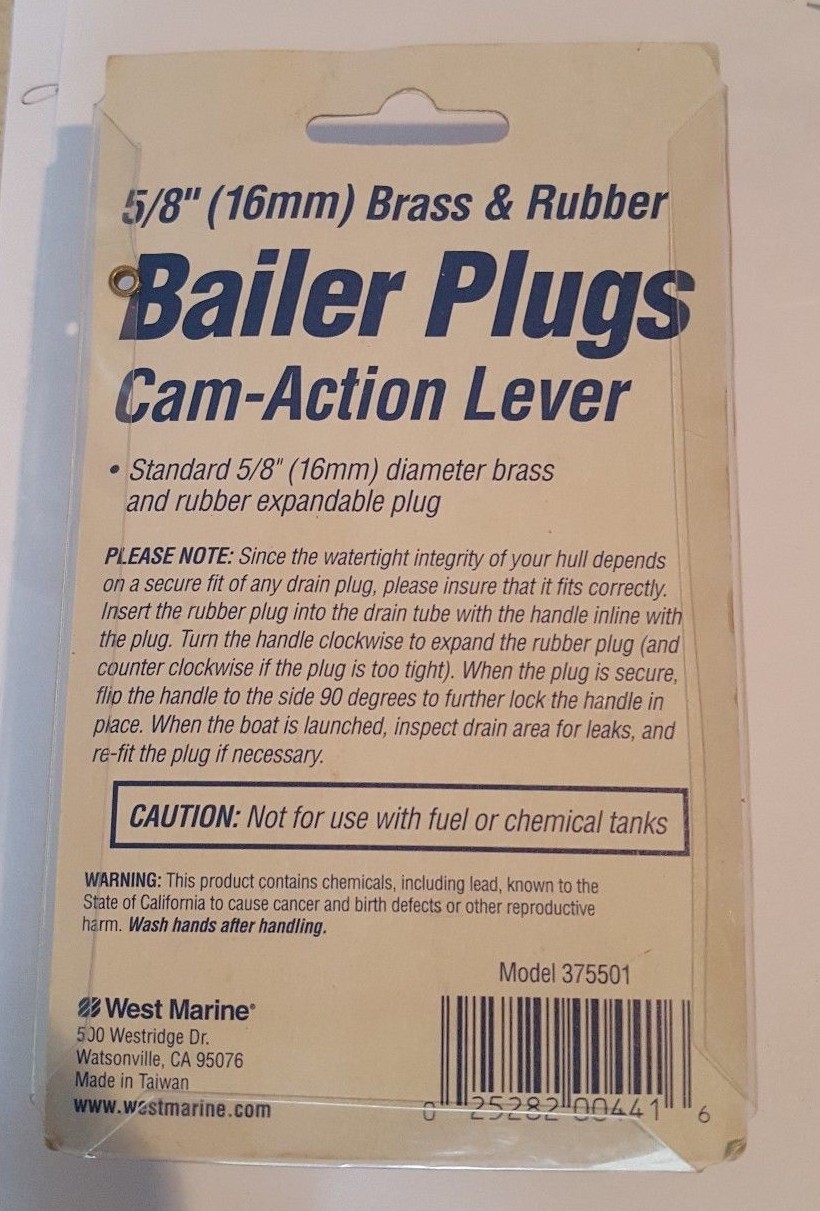 5/8" (16mm) Brass & Rubber
Bailer Plugs
Cam-Action Lever
• Standard 5/8" (16mm) diameter brass
and rubber expandable plug
PLEASE NOTE: Since the watertight integrity of your hull depends
on a secure fit of any drain plug, please insure that it fits correctly.
Insert the rubber plug into the drain tube with the handle inline with
the plug. Turn the handle clockwise to expand the rubber plug (and
counter clockwise if the plug is too tight). When the plug is secure,
flip the handle to the side 90 degrees to further lock the handle in
place. When the boat is launched, inspect drain area for leaks, and
re-fit the plug if necessary.
CAUTION: Not for use with fuel or chemical tanks
WARNING: This product contains chemicals, including lead, known to the
State of California to cause cancer and birth defects or other reproductive
harm. Wash hands after handling.
Model 375501
West Marine®
500 Westridge Dr.
Watsonville, CA 95076
Made in Taiwan
www.westmarine.com
0 25282 00441 6